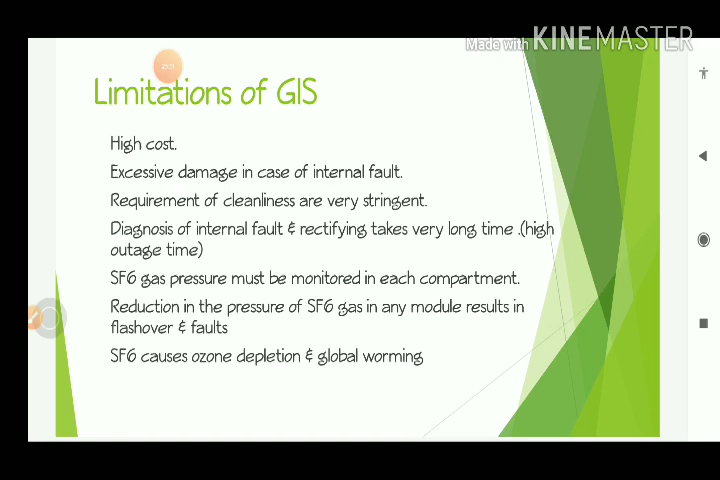 Made with KINEMASTER
Limitations of GIS
High cost.
Excessive damage in case of internal fault.
Requirement of cleanliness are very stringent.
Diagnosis of internal fault & rectifying takes very long time .(high
outage time)
SF6 gas pressure must be monitored in each compartment.
Reduction in the pressure of SF6 gas in any module results in
flashover & faults
SF6 causes ozone depletion & global worming